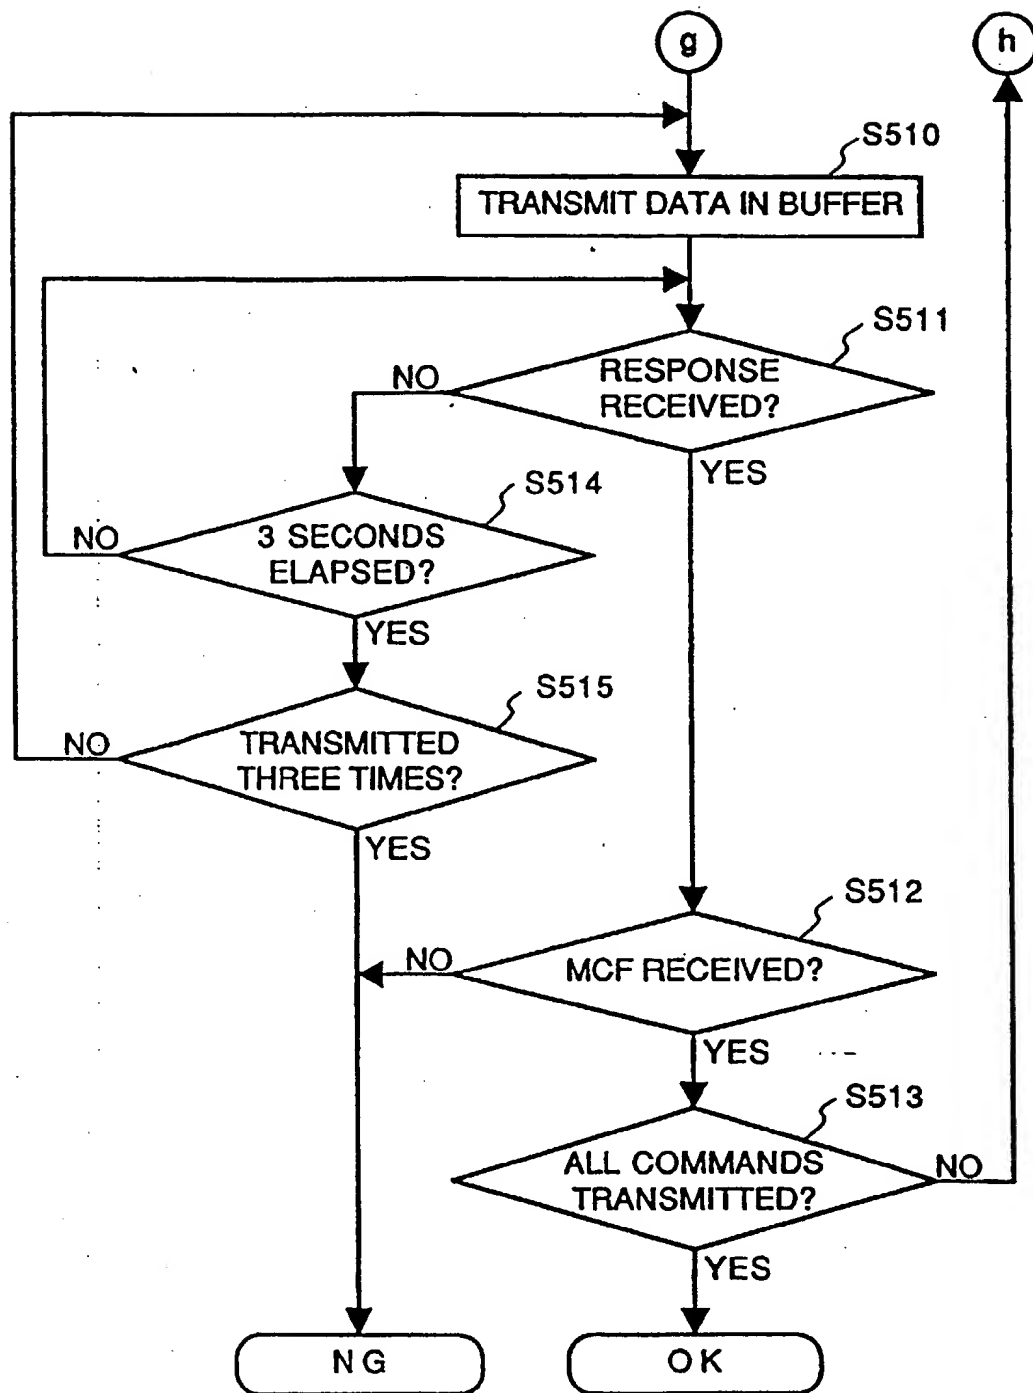 g
h
S510
TRANSMIT DATA IN BUFFER
S511
RESPONSE
RECEIVED?
NO
YES
S514
3 SECONDS
ELAPSED?
NO
YES
S515
TRANSMITTED
THREE TIMES?
NO
YES
S512
MCF RECEIVED?
NO
YES
S513
ALL COMMANDS
TRANSMITTED?
NO
YES
NG
OK